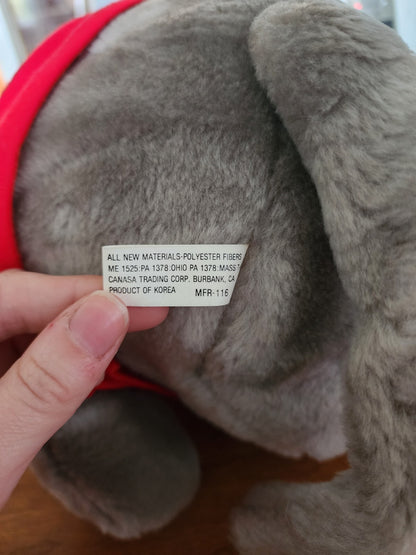 ALL NEW MATERIALS-POLYESTER FIBERS
ME 1525:PA 1378:OHIO PA 1378:MASS T
CANASA TRADING CORP. BURBANK, CA
PRODUCT OF KOREA MFR-116